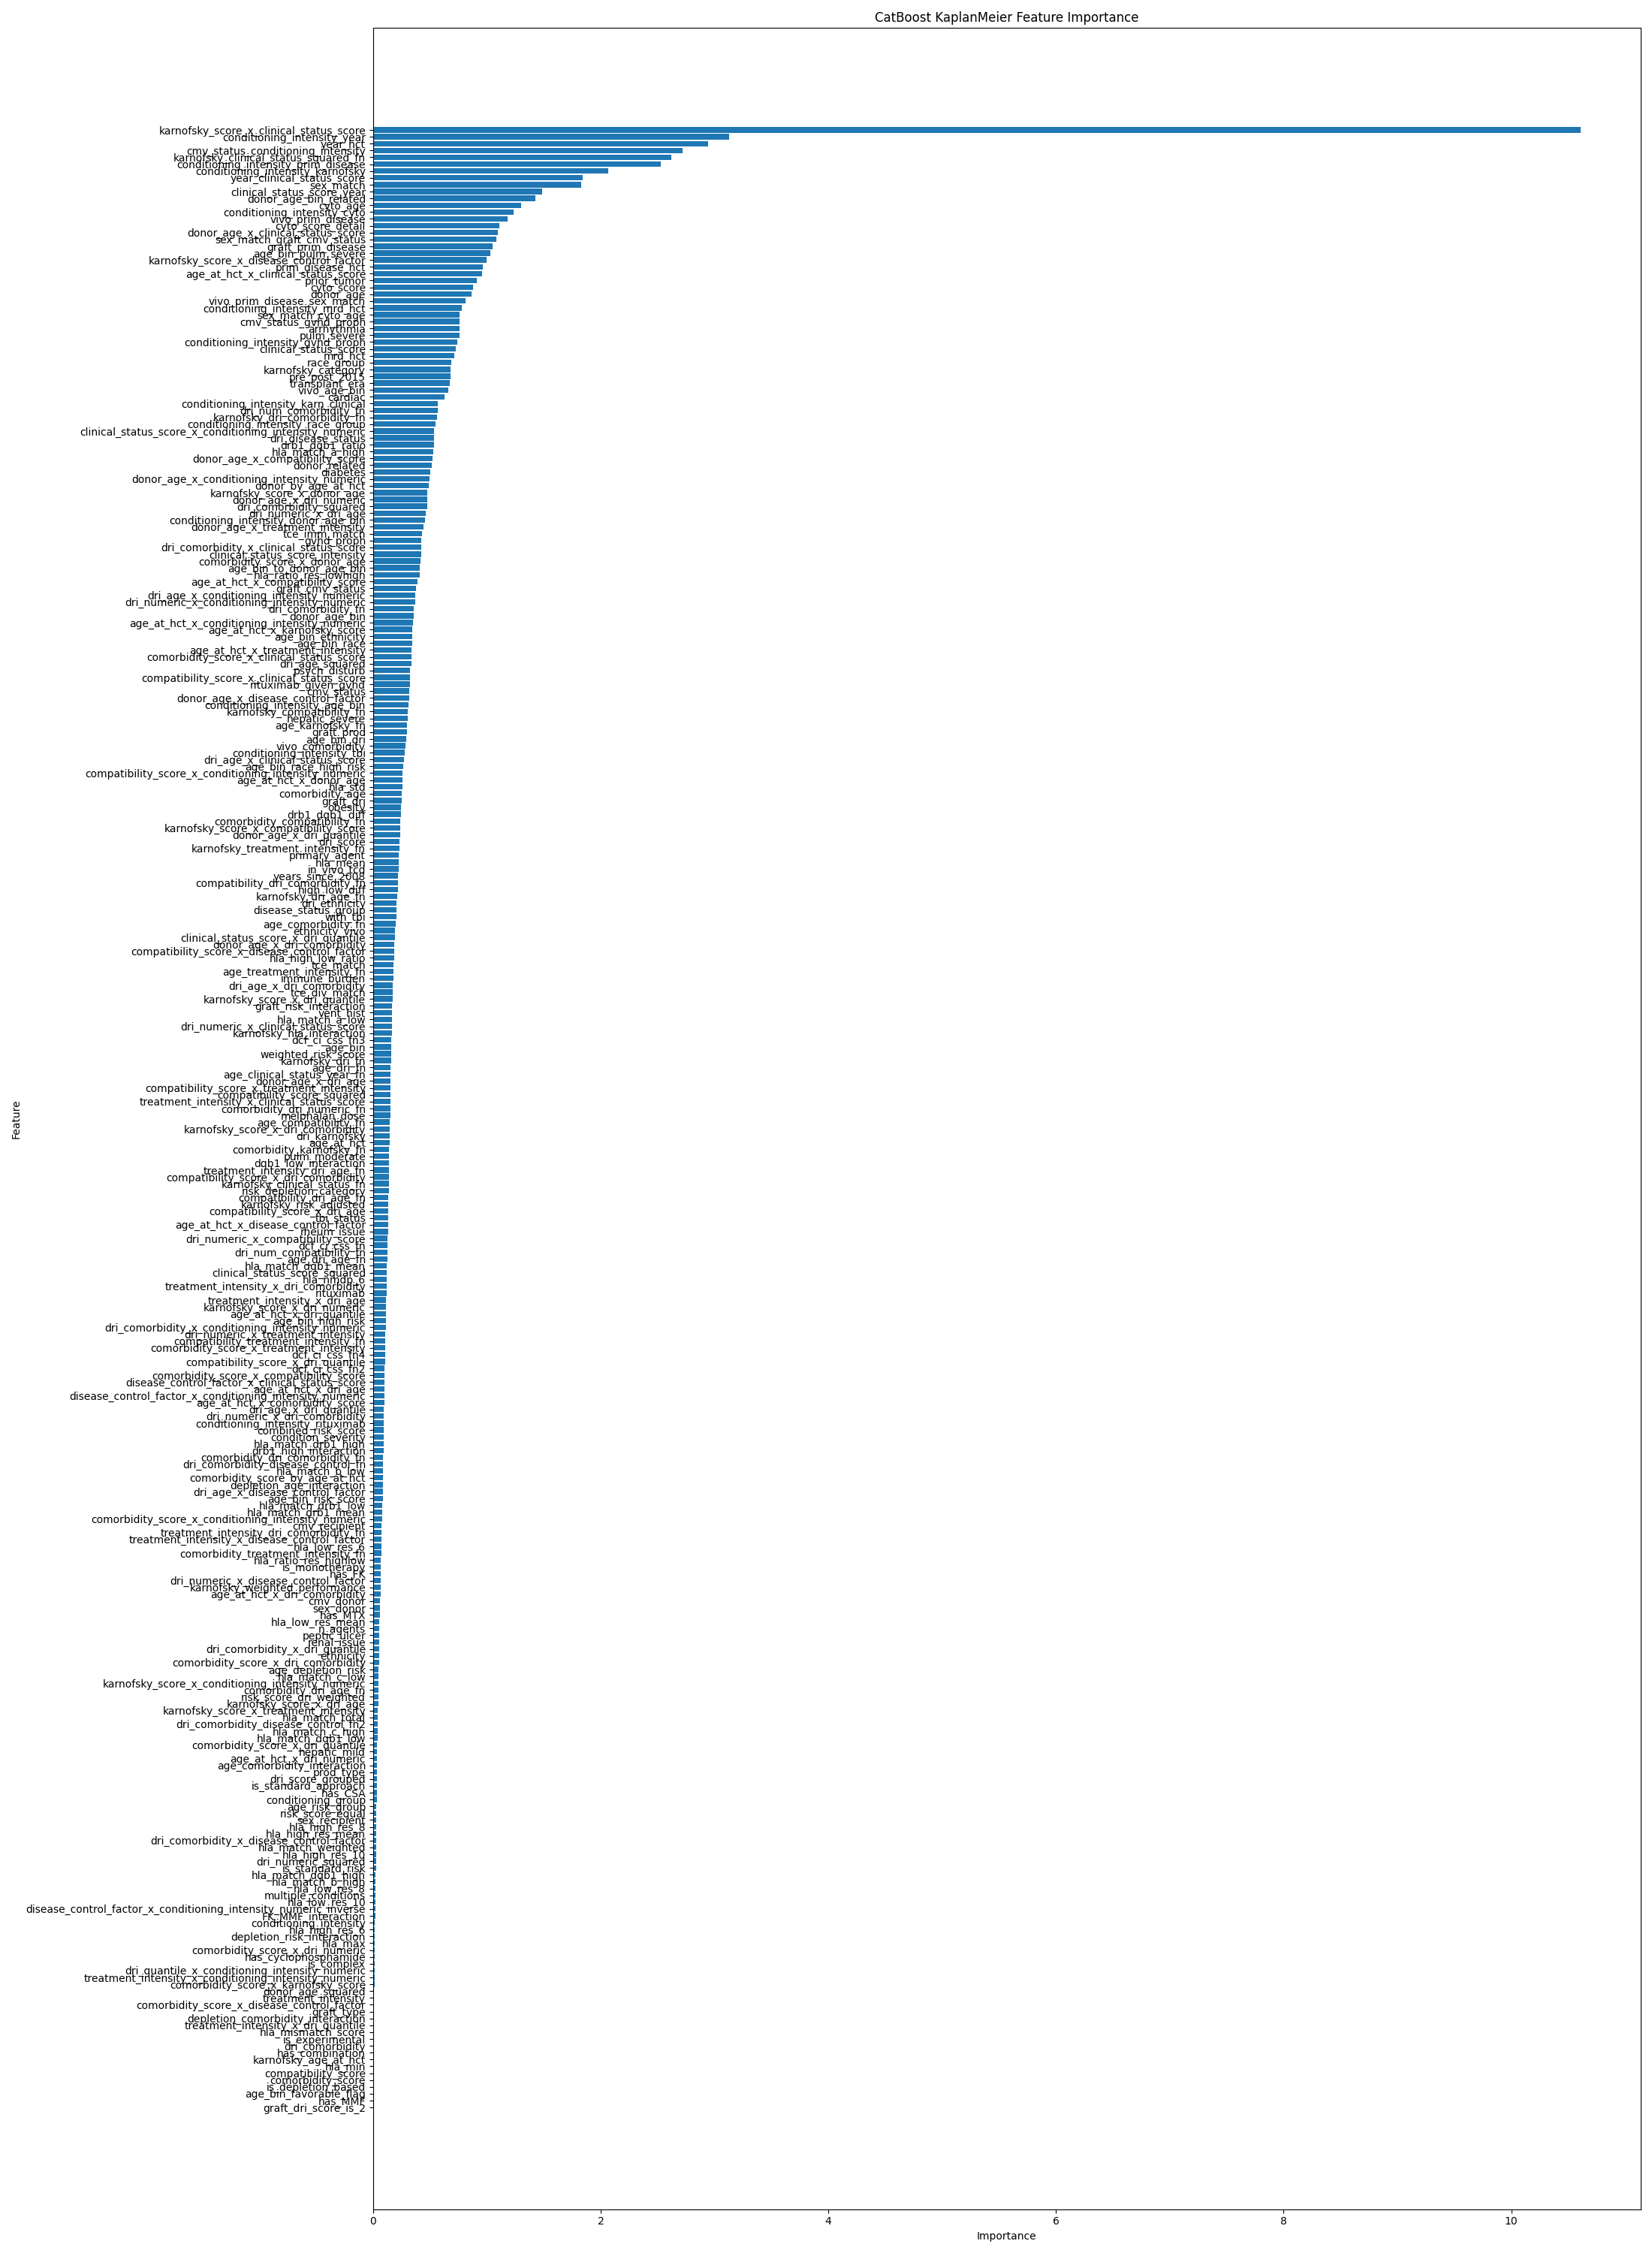 CatBoost KaplanMeier Feature Importance
karnofsky_score_x_clinical_status_score
conditioning_intensity_year
year_hct
cmv_status_conditioning_intensity
karnofsky_clinical_status_squared_fn
conditioning_intensity_prim_disease
conditioning_intensity_karnofsky
year_clinical_status_score
sex_match
clinical_status_score_year
donor_age_bin_related
cyto_age
conditioning_intensity_cyto
vivo_prim_disease
cyto_score_detail
donor_age_x_clinical_status_score
sex_match_graft_cmv_status
graft_prim_disease
age_bin_pulm_severe
karnofsky_score_x_disease_control_factor
prim_disease_hct
age_at_hct_x_clinical_status_score
prior_tumor
cyto_score
donor_age
vivo_prim_disease_sex_match
conditioning_intensity_mrd_hct
sex_match_cyto_age
cmv_status_gvhd_proph
arrhythmia
pulm_severe
conditioning_intensity_gvhd_proph
clinical_status_score
mrd_hct
race_group
karnofsky_category
pre_post_2015
transplant_era
vivo_age_bin
cardiac
conditioning_intensity_karn_clinical
dri_num_comorbidity_fn
karnofsky_dri_comorbidity_fn
conditioning_intensity_race_group
clinical_status_score_x_conditioning_intensity_numeric
dri_disease_status
drb1_dqb1_ratio
hla_match_a_high
donor_age_x_compatibility_score
donor_related
diabetes
donor_age_x_conditioning_intensity_numeric
donor_by_age_at_hct
karnofsky_score_x_donor_age
donor_age_x_dri_numeric
dri_comorbidity_squared
dri_numeric_x_dri_age
conditioning_intensity_donor_age_bin
donor_age_x_treatment_intensity
tce_imm_match
gvhd_proph
dri_comorbidity_x_clinical_status_score
clinical_status_score_intensity
comorbidity_score_x_donor_age
age_bin_to_donor_age_bin
hla_ratio_res_lowhigh
age_at_hct_x_compatibility_score
graft_cmv_status
dri_age_x_conditioning_intensity_numeric
dri_numeric_x_conditioning_intensity_numeric
dri_comorbidity_fn
donor_age_bin
age_at_hct_x_conditioning_intensity_numeric
age_at_hct_x_karnofsky_score
age_bin_ethnicity
age_bin_race
age_at_hct_x_treatment_intensity
comorbidity_score_x_clinical_status_score
dri_age_squared
psych_disturb
compatibility_score_x_clinical_status_score
rituximab_given_gvhd
cmv_status
donor_age_x_disease_control_factor
conditioning_intensity_age_bin
karnofsky_compatibility_fn
hepatic_severe
age_karnofsky_fn
graft_prod
age_bin_dri
vivo_comorbidity
conditioning_intensity_tbi
dri_age_x_clinical_status_score
age_bin_race_high_risk
compatibility_score_x_conditioning_intensity_numeric
age_at_hct_x_donor_age
hla_std
comorbidity_age
graft_dri
obesity
drb1_dqb1_diff
comorbidity_compatibility_fn
karnofsky_score_x_compatibility_score
donor_age_x_dri_quantile
dri_score
karnofsky_treatment_intensity_fn
primary_agent
hla_mean
in_vivo_tcd
years_since_2008
compatibility_dri_comorbidity_fn
high_low_diff
karnofsky_dri_age_fn
dri_ethnicity
disease_status_group
with_tbi
age_comorbidity_fn
ethnicity_vivo
clinical_status_score_x_dri_quantile
donor_age_x_dri_comorbidity
compatibility_score_x_disease_control_factor
hla_high_low_ratio
tce_match
age_treatment_intensity_fn
immune_burden
dri_age_x_dri_comorbidity
tce_div_match
karnofsky_score_x_dri_quantile
graft_risk_interaction
vent_hist
hla_match_a_low
dri_numeric_x_clinical_status_score
karnofsky_hla_interaction
dcf_ci_css_fn3
age_bin
weighted_risk_score
karnofsky_dri_fn
age_dri_fn
age_clinical_status_year_fn
donor_age_x_dri_age
compatibility_score_x_treatment_intensity
compatibility_score_squared
treatment_intensity_x_clinical_status_score
comorbidity_dri_numeric_fn
melphalan_dose
age_compatibility_fn
karnofsky_score_x_dri_comorbidity
dri_karnofsky
age_at_hct
comorbidity_karnofsky_fn
pulm_moderate
dqb1_low_interaction
treatment_intensity_dri_age_fn
compatibility_score_x_dri_comorbidity
karnofsky_clinical_status_fn
risk_depletion_category
compatibility_dri_age_fn
karnofsky_risk_adjusted
compatibility_score_x_dri_age
tbi_status
age_at_hct_x_disease_control_factor
rheum_issue
dri_numeric_x_compatibility_score
dcf_ci_css_fn
dri_num_compatibility_fn
age_dri_age_fn
hla_match_dqb1_mean
clinical_status_score_squared
hla_nmdp_6
treatment_intensity_x_dri_comorbidity
rituximab
treatment_intensity_x_dri_age
karnofsky_score_x_dri_numeric
age_at_hct_x_dri_quantile
age_bin_high_risk
dri_comorbidity_x_conditioning_intensity_numeric
dri_numeric_x_treatment_intensity
compatibility_treatment_intensity_fn
comorbidity_score_x_treatment_intensity
dcf_ci_css_fn4
compatibility_score_x_dri_quantile
dcf_ci_css_fn2
comorbidity_score_x_compatibility_score
disease_control_factor_x_clinical_status_score
age_at_hct_x_dri_age
disease_control_factor_x_conditioning_intensity_numeric
age_at_hct_x_comorbidity_score
dri_age_x_dri_quantile
dri_numeric_x_dri_comorbidity
conditioning_intensity_rituximab
combined_risk_score
condition_severity
hla_match_drb1_high
drb1_high_interaction
comorbidity_dri_comorbidity_fn
dri_comorbidity_disease_control_fn
hla_match_b_low
comorbidity_score_by_age_at_hct
depletion_age_interaction
dri_age_x_disease_control_factor
age_bin_risk_score
hla_match_drb1_low
hla_match_drb1_mean
comorbidity_score_x_conditioning_intensity_numeric
cmv_recipient
treatment_intensity_dri_comorbidity_fn
treatment_intensity_x_disease_control_factor
hla_low_res_6
comorbidity_treatment_intensity_fn
hla_ratio_res_highlow
is_monotherapy
has_FK
dri_numeric_x_disease_control_factor
karnofsky_weighted_performance
age_at_hct_x_dri_comorbidity
cmv_donor
sex_donor
has_MTX
hla_low_res_mean
n_agents
peptic_ulcer
renal_issue
dri_comorbidity_x_dri_quantile
ethnicity
comorbidity_score_x_dri_comorbidity
age_depletion_risk
hla_match_c_low
karnofsky_score_x_conditioning_intensity_numeric
comorbidity_dri_age_fn
risk_score_dri_weighted
karnofsky_score_x_dri_age
karnofsky_score_x_treatment_intensity
hla_match_total
dri_comorbidity_disease_control_fn2
hla_match_c_high
hla_match_dqb1_low
comorbidity_score_x_dri_quantile
hepatic_mild
age_at_hct_x_dri_numeric
age_comorbidity_interaction
prod_type
dri_score_grouped
is_standard_approach
has_CSA
conditioning_group
age_risk_group
risk_score_equal
sex_recipient
hla_high_res_8
hla_high_res_mean
dri_comorbidity_x_disease_control_factor
hla_match_weighted
hla_high_res_10
dri_numeric_squared
is_standard_risk
hla_match_dqb1_high
hla_match_b_high
hla_low_res_8
multiple_conditions
hla_low_res_10
disease_control_factor_x_conditioning_intensity_numeric_inverse
FK_MMF_interaction
conditioning_intensity
hla_high_res_6
depletion_risk_interaction
hla_max
comorbidity_score_x_dri_numeric
has_cyclophosphamide
is_complex
dri_quantile_x_conditioning_intensity_numeric
treatment_intensity_x_conditioning_intensity_numeric
comorbidity_score_x_karnofsky_score
donor_age_squared
treatment_intensity
comorbidity_score_x_disease_control_factor
graft_type
depletion_comorbidity_interaction
treatment_intensity_x_dri_quantile
hla_mismatch_score
is_experimental
dri_comorbidity
has_combination
karnofsky_age_at_hct
hla_min
compatibility_score
comorbidity_score
is_depletion_based
age_bin_favorable_flag
has_MMF
graft_dri_score_is_2
Feature
0 2 4 6 8 10
Importance